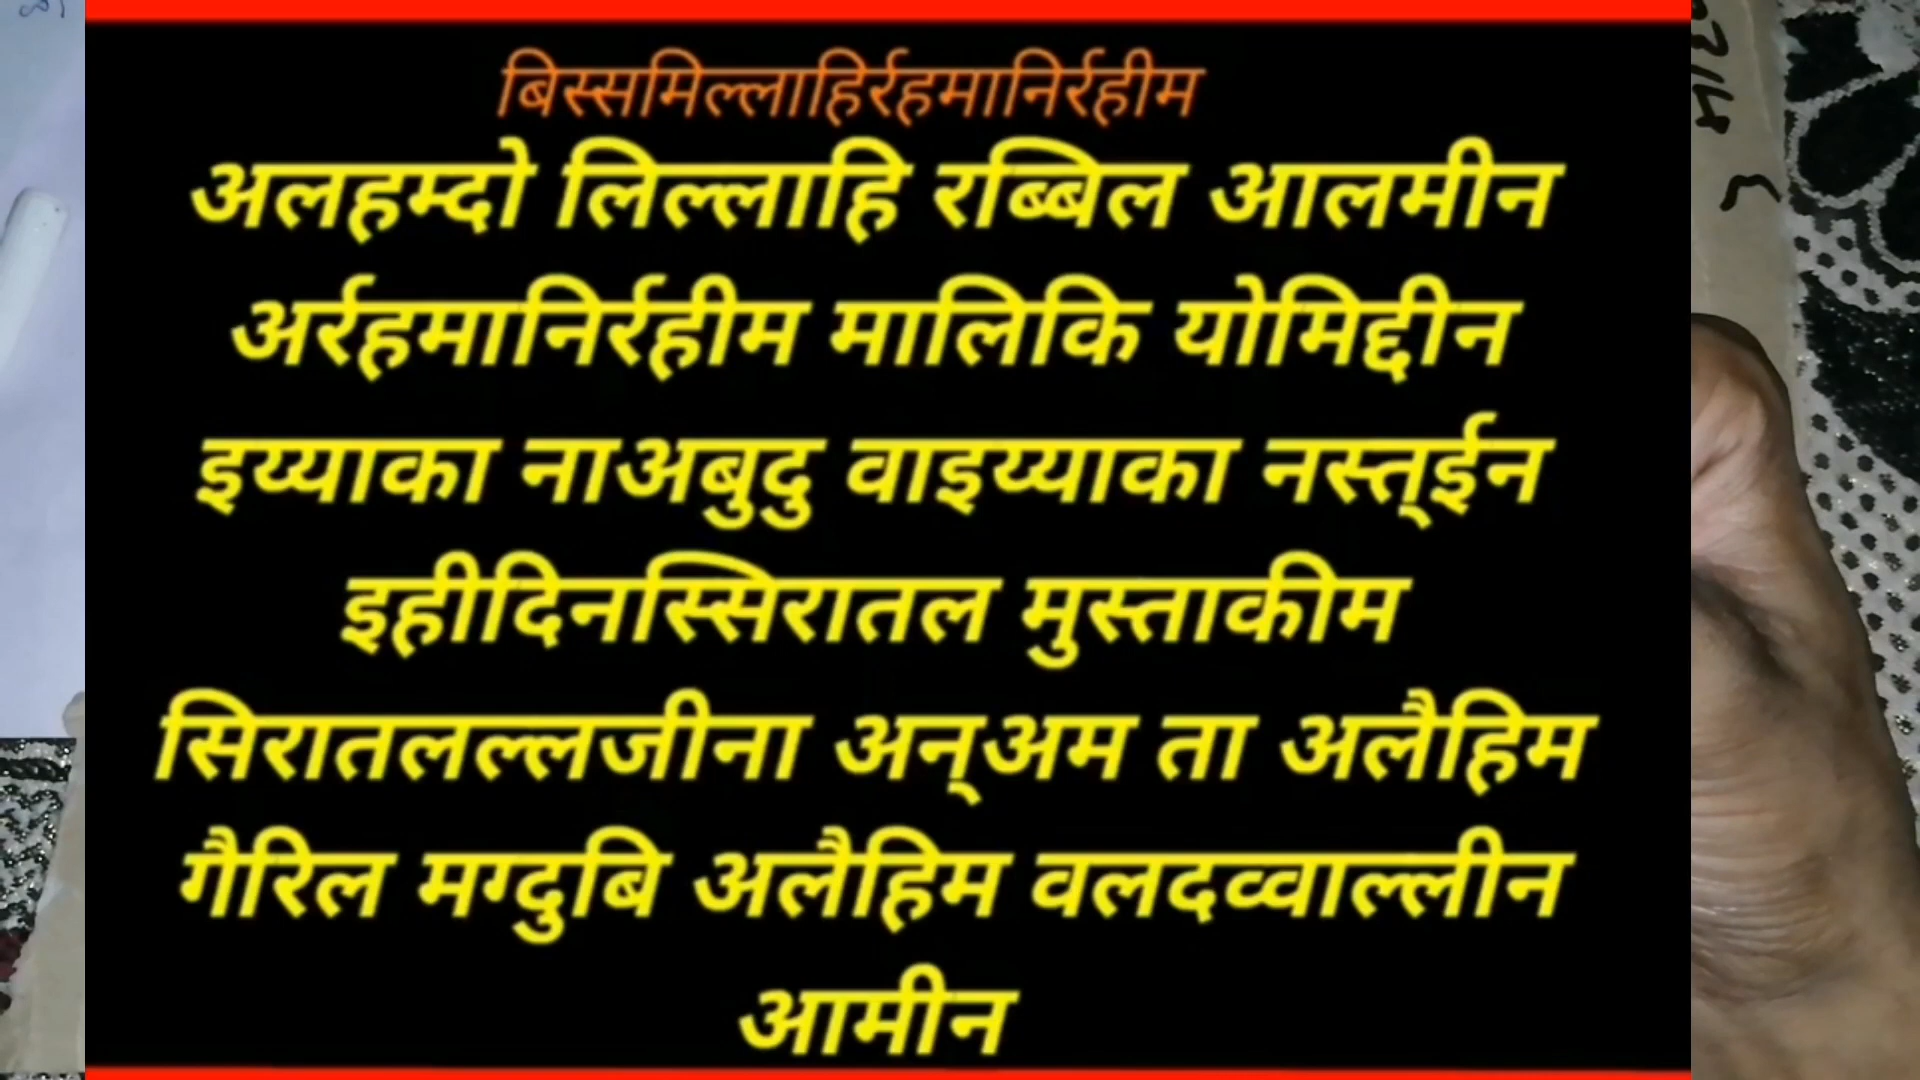 बिस्समिल्लाहिर्रहमानिर्रहीम
अलहम्दो लिल्लाहि रब्बिल आलमीन
अर्रहमानिर्रहीम मालिकि योमिद्दीन
इय्याका नाअबुदु वाइय्याका नस्त्ईन
इहीदिनस्सिरातल मुस्ताकीम
सिरातलल्लजीना अन्अम ता अलैहिम
गैरिल मग्दुबि अलैहिम वलदव्वाल्लीन
आमीन